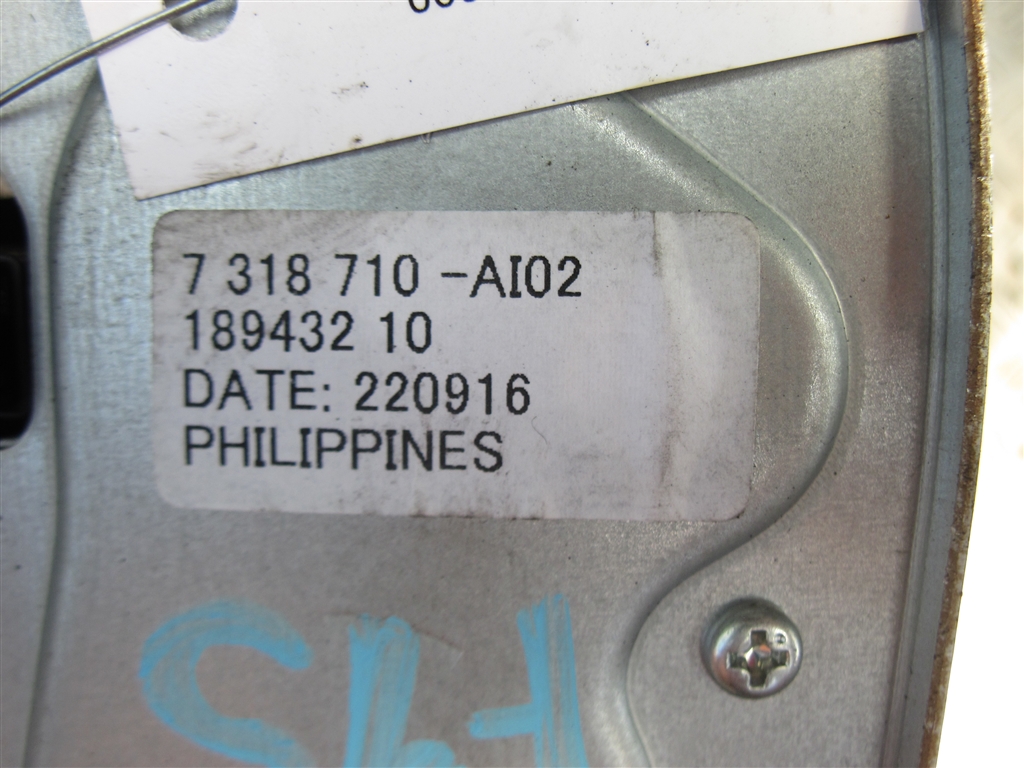 7 318 710 -AI02
189432 10
DATE: 220916
PHILIPPINES